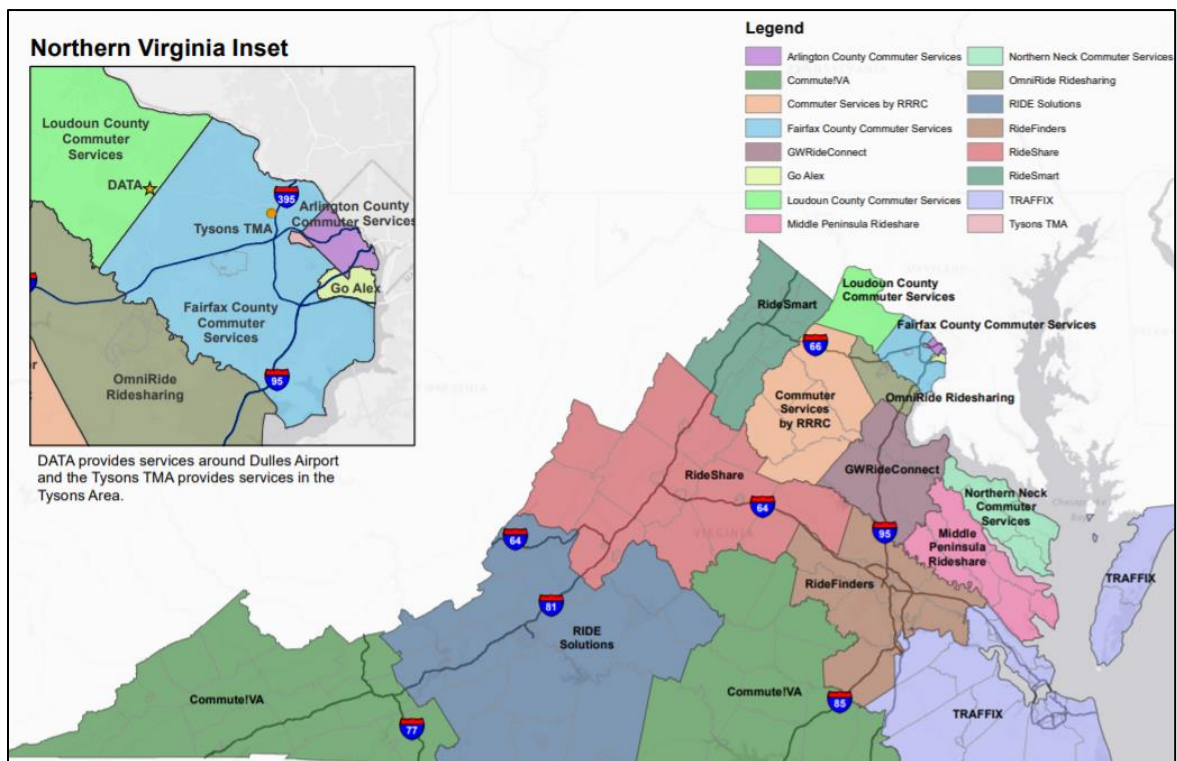 Northern Virginia Inset
Loudoun County
Commuter
Services
DATA
395
Arlington County
Commuter Services
Tysons TMA
Go Alex
Fairfax County
Commuter
Services
95
OmniRide
Ridesharing
DATA provides services around Dulles Airport
and the Tysons TMA provides services in the
Tysons Area.
Legend
Arlington County Commuter Services
Commute!VA
Commuter Services by RRRC
Fairfax County Commuter Services
GWRideConnect
Go Alex
Loudoun County Commuter Services
Middle Peninsula Rideshare
Northern Neck Commuter Services
OmniRide Ridesharing
RIDE Solutions
RideFinders
RideShare
RideSmart
TRAFFIX
Tysons TMA
RideSmart
Loudoun County
Commuter Services
Fairfax County Commuter Services
66
Commuter
Services
by RRRC
OmniRide Ridesharing
RideShare
GWRideConnect
64
Northern Neck
Commuter
Services
Chesapeake
Bay
VIRGINIA
95
64
Middle
Peninsula
Rideshare
TRAFFIX
RideFinders
81
RIDE
Solutions
Commute!VA
Commute!VA
85
TRAFFIX
77